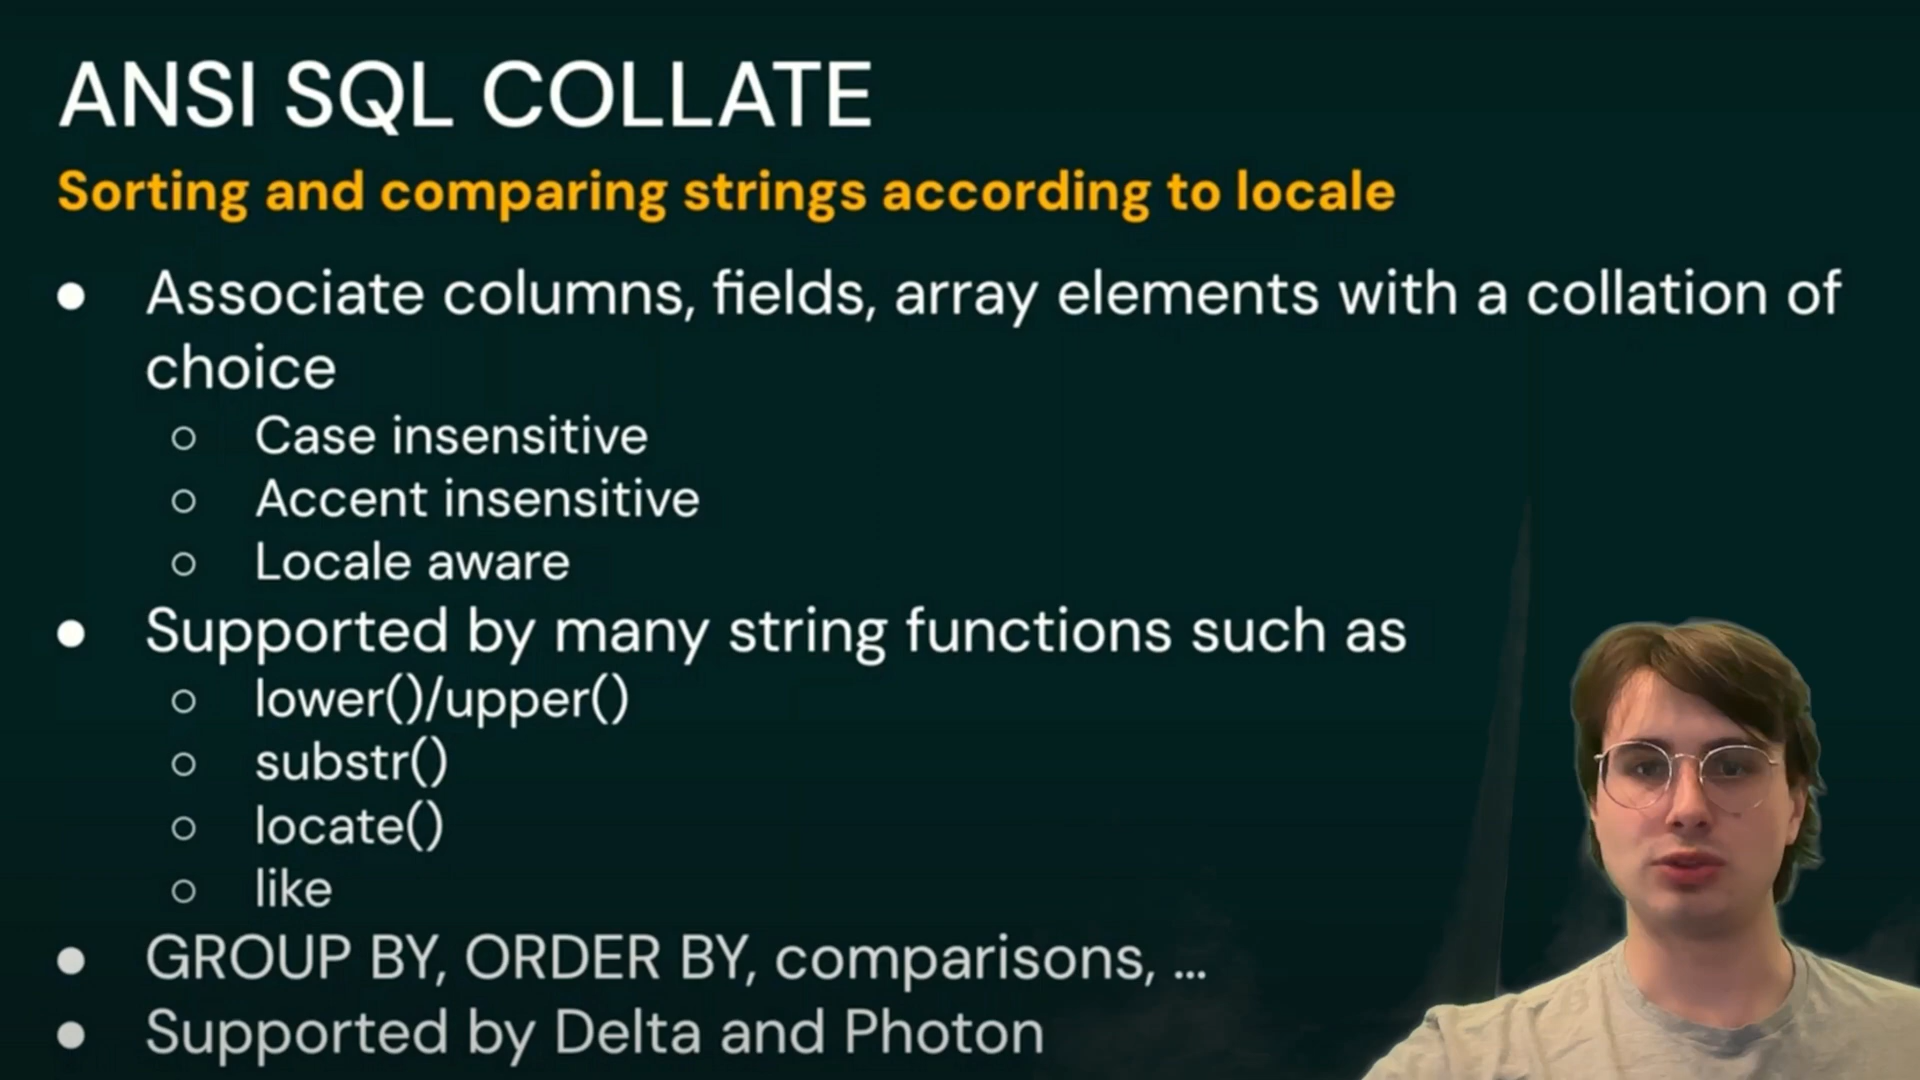 ANSI SQL COLLATE
Sorting and comparing strings according to locale
● Associate columns, fields, array elements with a collation of
choice
○ Case insensitive
○ Accent insensitive
○ Locale aware
● Supported by many string functions such as
○ lower()/upper()
○ substr()
○ locate()
○ like
● GROUP BY, ORDER BY, comparisons, ...
● Supported by Delta and Photon